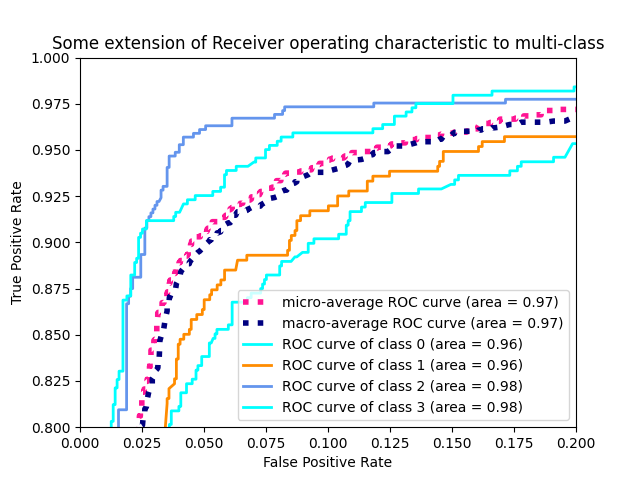 Some extension of Receiver operating characteristic to multi-class
1.000
0.975
0.950
0.925
0.900
0.875
0.850
0.825
0.800
True Positive Rate
micro-average ROC curve (area = 0.97)
macro-average ROC curve (area = 0.97)
ROC curve of class 0 (area = 0.96)
ROC curve of class 1 (area = 0.96)
ROC curve of class 2 (area = 0.98)
ROC curve of class 3 (area = 0.98)
0.000 0.025 0.050 0.075 0.100 0.125 0.150 0.175 0.200
False Positive Rate